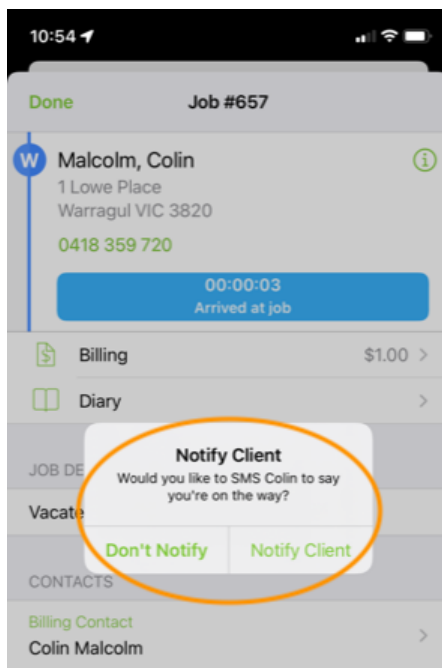 10:54
Done Job #657
W Malcolm, Colin
1 Lowe Place
Warragul VIC 3820
0418 359 720
00:00:03
Arrived at job
Billing $1.00
Diary
Notify Client
Would you like to SMS Colin to say
you're on the way?
Don't Notify Notify Client
JOB DE
Vacate
CONTACTS
Billing Contact
Colin Malcolm